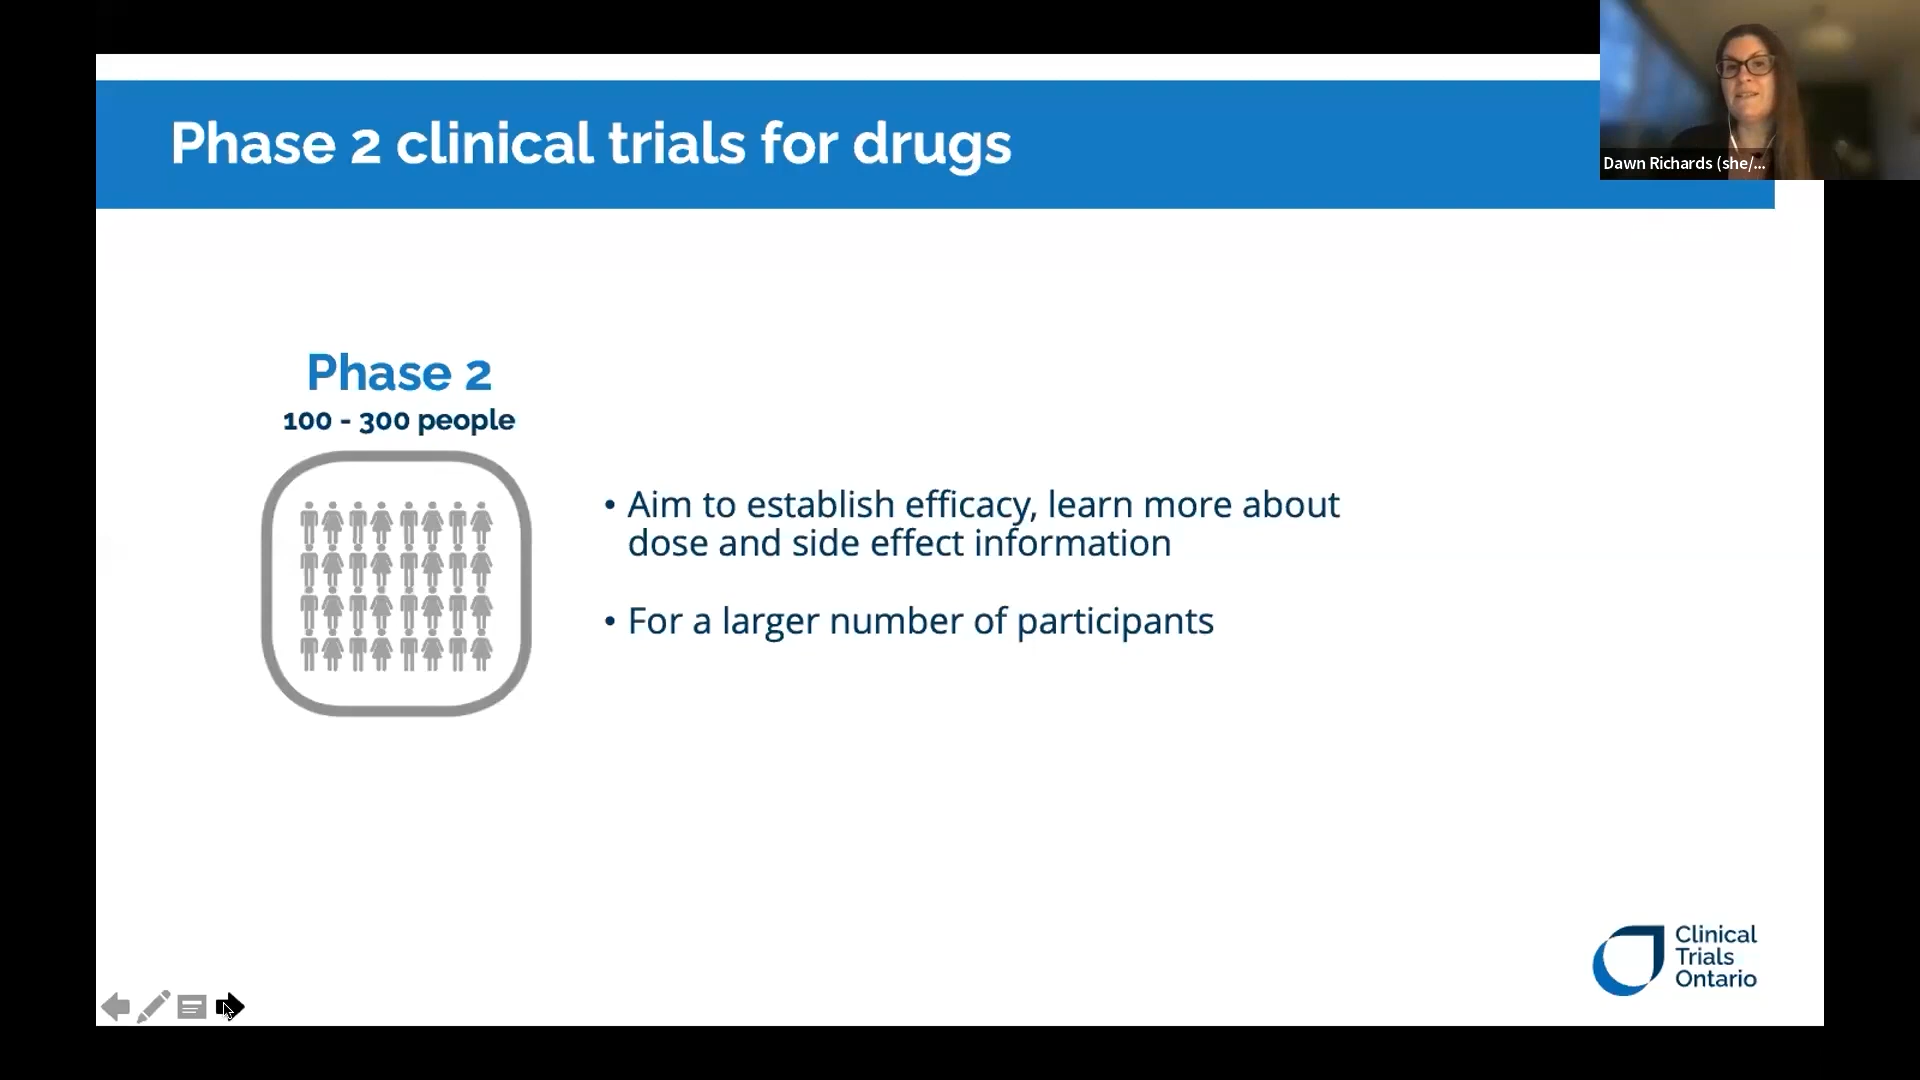 Phase 2 clinical trials for drugs
Dawn Richards (she/...
Phase 2
100 - 300 people
• Aim to establish efficacy, learn more about
dose and side effect information
• For a larger number of participants
Clinical
Trials
Ontario